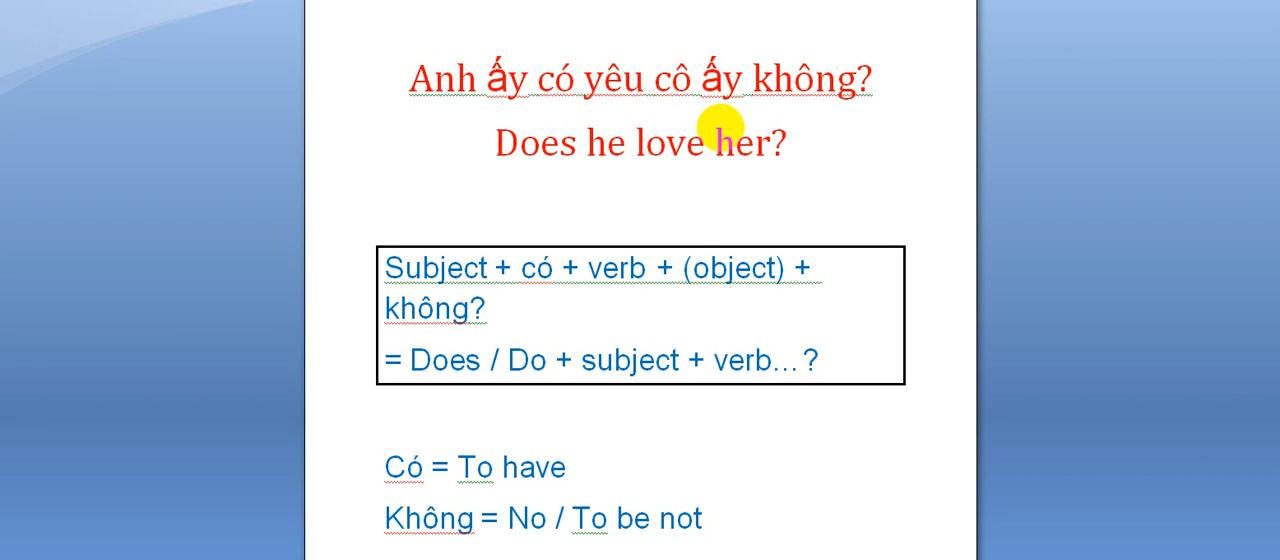 Anh ấy có yêu cô ấy không?
Does he love her?
Subject + có + verb + (object) +
không?
= Does / Do + subject + verb...?
Có = To have
Không = No / To be not